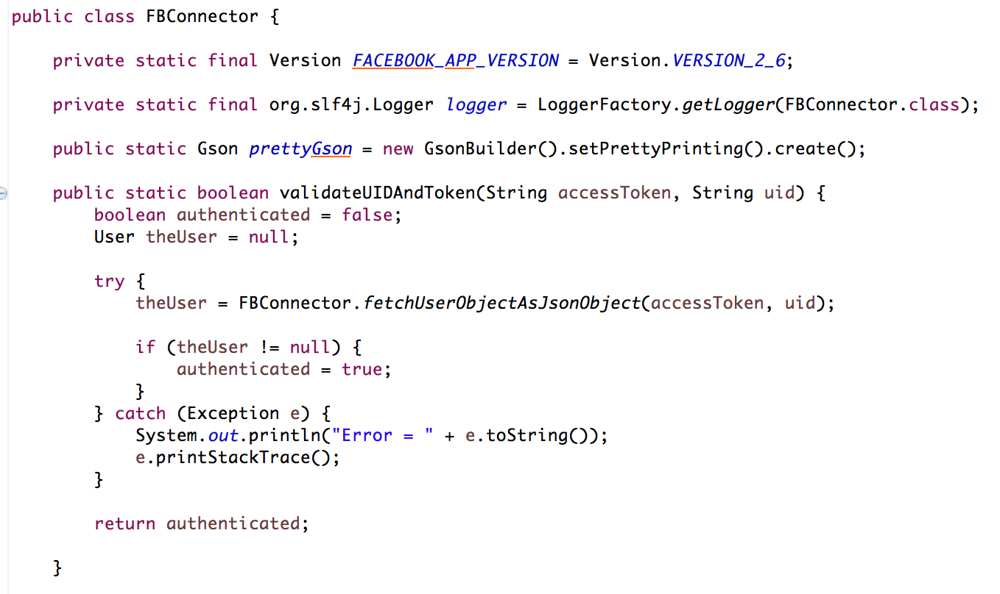 public class FBConnector {
private static final Version FACEBOOK_APP_VERSION = Version.VERSION_2_6;
private static final org.slf4j.Logger logger = LoggerFactory.getLogger(FBConnector.class);
public static Gson prettyGson = new GsonBuilder().setPrettyPrinting().create();
public static boolean validateUIDAndToken(String accessToken, String uid) {
boolean authenticated = false;
User theUser = null;
try {
theUser = FBConnector.fetchUserObjectAsJsonObject(accessToken, uid);
if (theUser != null) {
authenticated = true;
}
} catch (Exception e) {
System.out.println("Error = " + e.toString());
e.printStackTrace();
}
return authenticated;
}